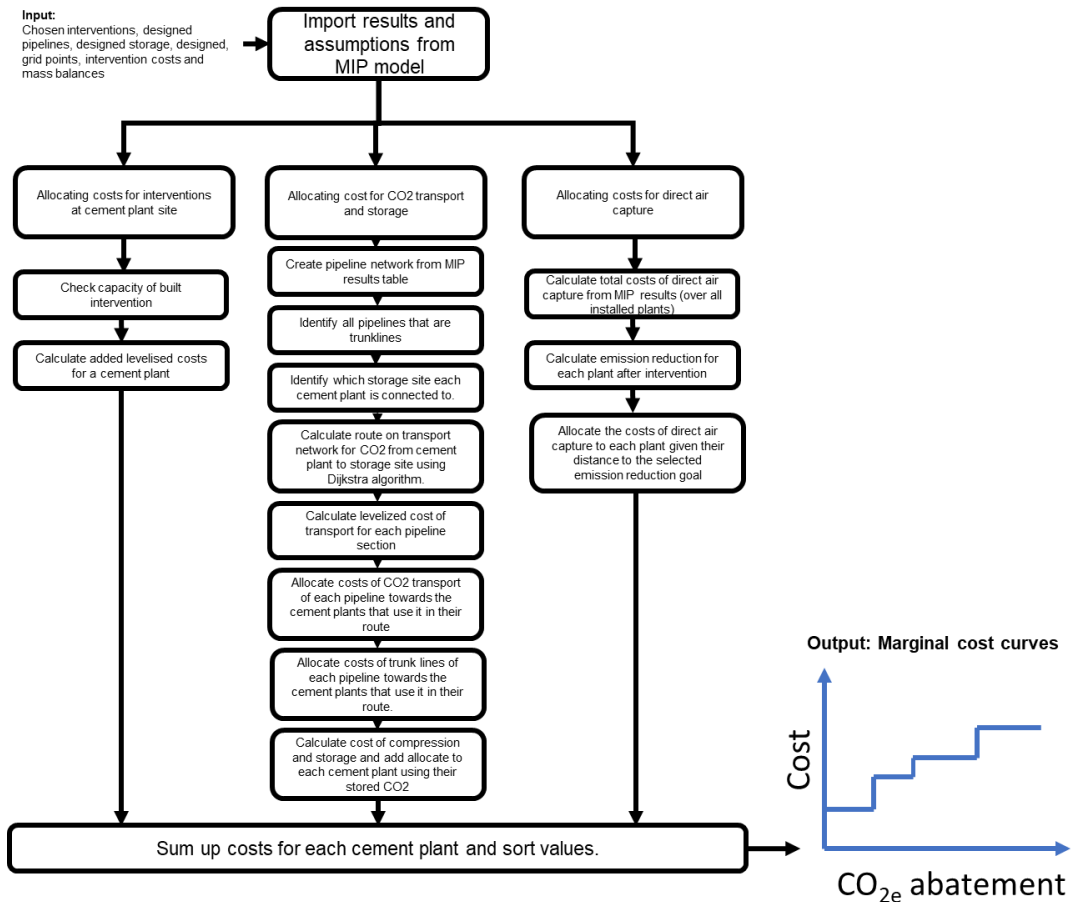 Input:
Chosen interventions, designed
pipelines, designed storage, designed,
grid points, intervention costs and
mass balances
Import results and
assumptions from
MIP model
Allocating costs for interventions
at cement plant site
Check capacity of built
intervention
Calculate added levelised costs
for a cement plant
Allocating cost for CO2 transport
and storage
Create pipeline network from MIP
results table
Identify all pipelines that are
trunklines
Identify which storage site each
cement plant is connected to.
Calculate route on transport
network for CO2 from cement
plant to storage site using
Dijkstra algorithm.
Calculate levelized cost of
transport for each pipeline
section
Allocate costs of CO2 transport
of each pipeline towards the
cement plants that use it in their
route
Allocate costs of trunk lines of
each pipeline towards the
cement plants that use it in their
route.
Calculate cost of compression
and storage and add allocate to
each cement plant using their
stored CO2
Allocating costs for direct air
capture
Calculate total costs of direct air
capture from MIP results (over all
installed plants)
Calculate emission reduction for
each plant after intervention
Allocate the costs of direct air
capture to each plant given their
distance to the selected
emission reduction goal
Sum up costs for each cement plant and sort values.
Output: Marginal cost curves
Cost
CO2e abatement